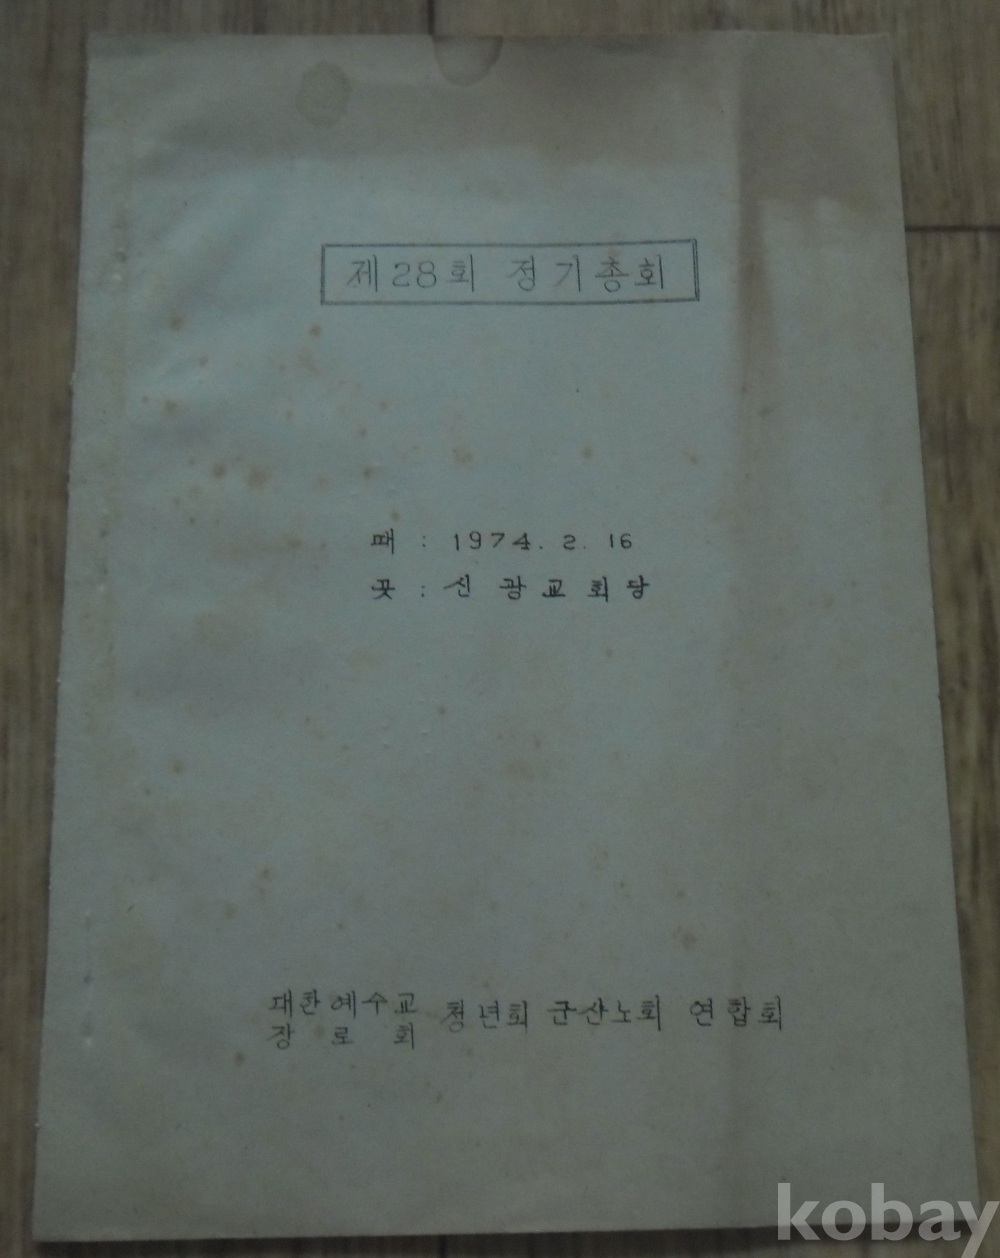 제28회 정기총회
때 : 1974. 2. 16
곳 : 신광교회당
대한예수교
장로회
청년회 군산노회 연합회
kobay